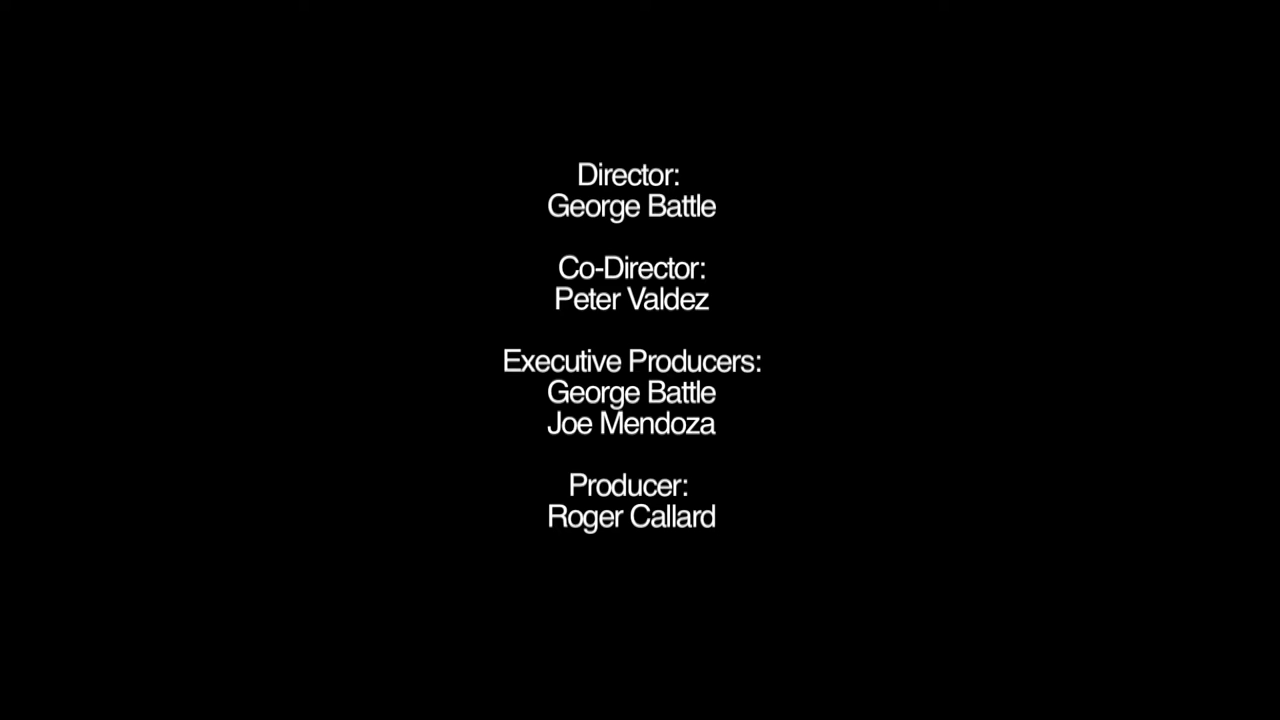 Director:
George Battle
Co-Director:
Peter Valdez
Executive Producers:
George Battle
Joe Mendoza
Producer:
Roger Callard